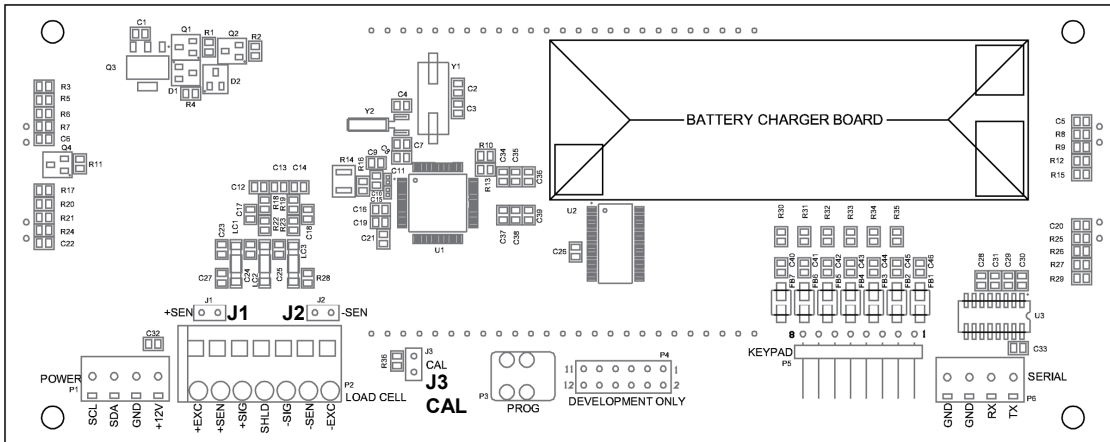 C1
Q1
R1
Q2
R2
Q3
D1
R4
D2
R3
R5
R6
R7
C6
Q4
R11
R17
R20
R21
R24
C22
Y1
C2
C3
C4
Y2
C7
C8
R14
R16
C9
C11
R10
R13
C34
C35
C36
C16
C19
C21
U1
C37
C38
C39
C12
C13
C14
C17
R18
R19
R22
R23
C18
C23
LC1
C24
LC2
C25
LC3
C27
R28
BATTERY CHARGER BOARD
U2
C26
R30
R31
R32
R33
R34
R35
C40
C41
C42
C43
C44
C45
C46
FB7
FB6
FB5
FB4
FB3
FB2
FB1
C5
R8
R9
R12
R15
C20
R25
R26
R27
R29
C28
C31
C29
C30
U3
C33
J1
+SEN
J1
J2
J2
-SEN
C32
POWER
P1
SCL
SDA
GND
+12V
P2
LOAD CELL
+EXC
+SEN
+SIG
SHLD
-SIG
-SEN
-EXC
R36
J3
CAL
J3
CAL
P3
PROG
P4
11
1
12
2
DEVELOPMENT ONLY
8
1
KEYPAD
P5
SERIAL
P6
GND
GND
RX
TX